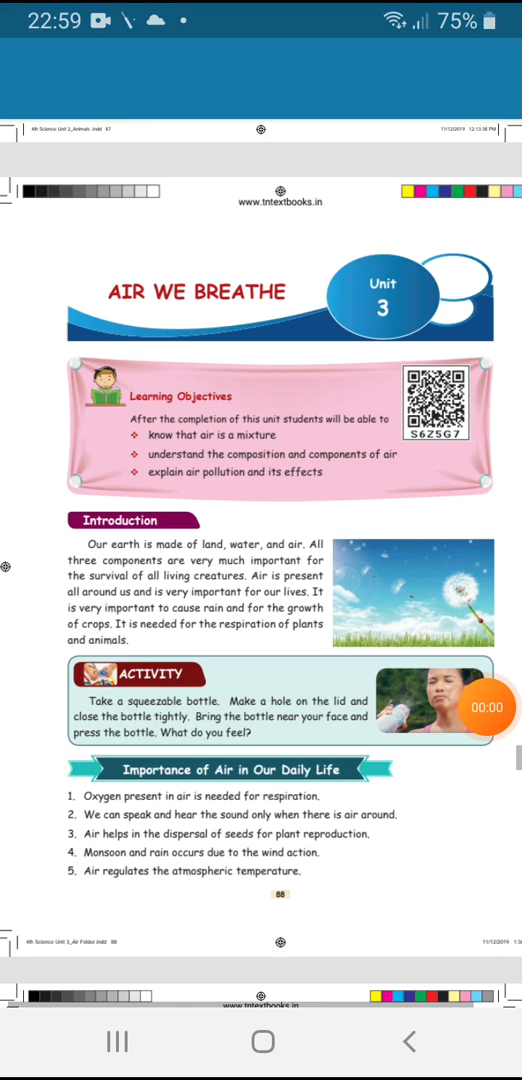 22:59
75%
4th Science Unit 2_Animals .indd 87
11/12/2019 12:13:38 PM
www.tntextbooks.in
AIR WE BREATHE
Unit
3
Learning Objectives
After the completion of this unit students will be able to
❖ know that air is a mixture
❖ understand the composition and components of air
❖ explain air pollution and its effects
S6Z5G7
Introduction
Our earth is made of land, water, and air. All
three components are very much important for
the survival of all living creatures. Air is present
all around us and is very important for our lives. It
is very important to cause rain and for the growth
of crops. It is needed for the respiration of plants
and animals.
ACTIVITY
Take a squeezable bottle. Make a hole on the lid and
close the bottle tightly. Bring the bottle near your face and
press the bottle. What do you feel?
00:00
Importance of Air in Our Daily Life
1. Oxygen present in air is needed for respiration.
2. We can speak and hear the sound only when there is air around.
3. Air helps in the dispersal of seeds for plant reproduction.
4. Monsoon and rain occurs due to the wind action.
5. Air regulates the atmospheric temperature.
88
4th Science Unit 3_Air Folder.indd 88
11/12/2019
www.tntextbooks.in